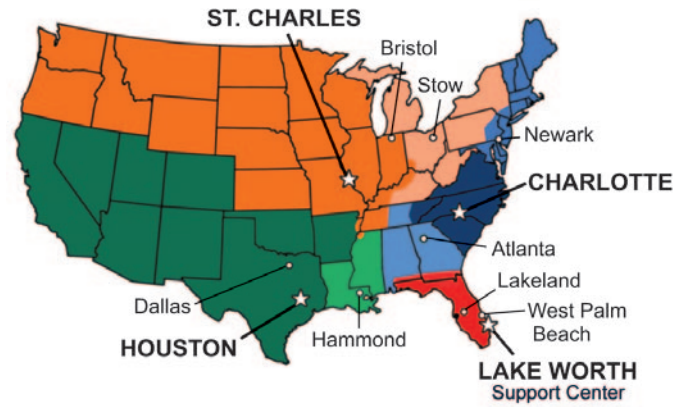 ST. CHARLES
Bristol
Stow
Newark
CHARLOTTE
Atlanta
Lakeland
Dallas
West Palm
Beach
HOUSTON
Hammond
LAKE WORTH
Support Center